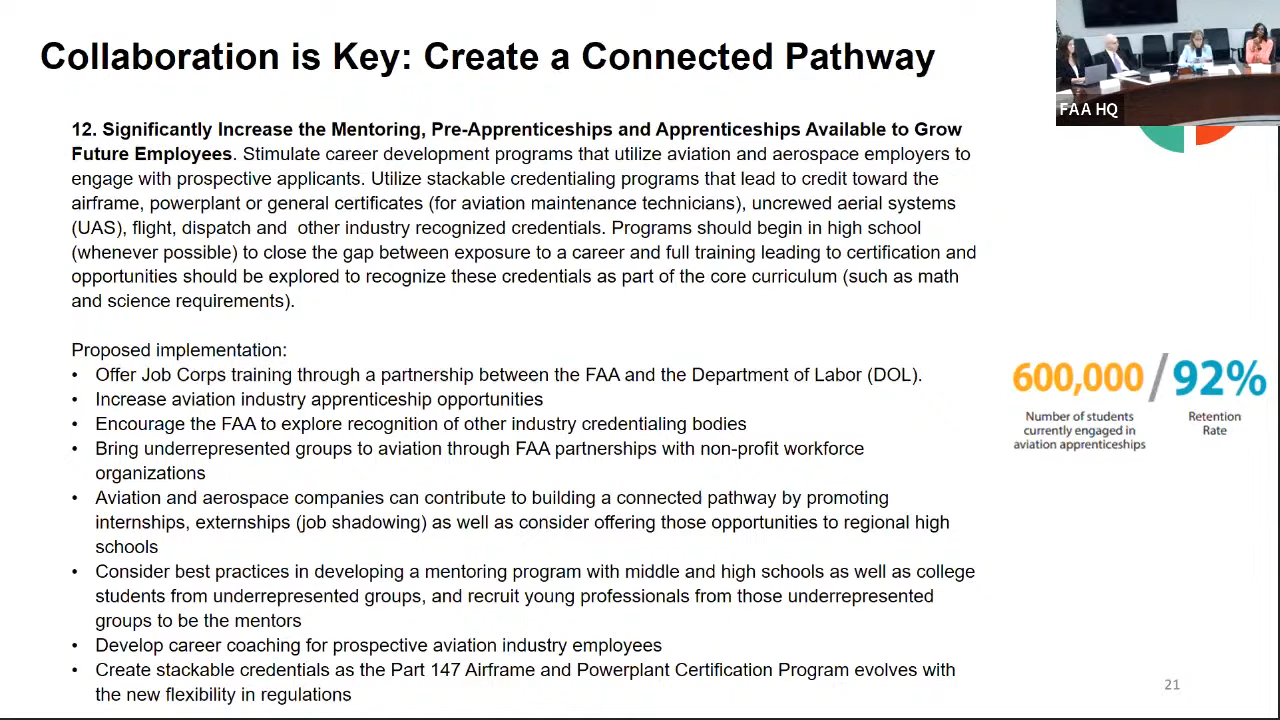 Collaboration is Key: Create a Connected Pathway
FAA HQ
12. Significantly Increase the Mentoring, Pre-Apprenticeships and Apprenticeships Available to Grow
Future Employees. Stimulate career development programs that utilize aviation and aerospace employers to
engage with prospective applicants. Utilize stackable credentialing programs that lead to credit toward the
airframe, powerplant or general certificates (for aviation maintenance technicians), uncrewed aerial systems
(UAS), flight, dispatch and  other industry recognized credentials. Programs should begin in high school
(whenever possible) to close the gap between exposure to a career and full training leading to certification and
opportunities should be explored to recognize these credentials as part of the core curriculum (such as math
and science requirements).
Proposed implementation:
• Offer Job Corps training through a partnership between the FAA and the Department of Labor (DOL).
• Increase aviation industry apprenticeship opportunities
• Encourage the FAA to explore recognition of other industry credentialing bodies
• Bring underrepresented groups to aviation through FAA partnerships with non-profit workforce
organizations
• Aviation and aerospace companies can contribute to building a connected pathway by promoting
internships, externships (job shadowing) as well as consider offering those opportunities to regional high
schools
• Consider best practices in developing a mentoring program with middle and high schools as well as college
students from underrepresented groups, and recruit young professionals from those underrepresented
groups to be the mentors
• Develop career coaching for prospective aviation industry employees
• Create stackable credentials as the Part 147 Airframe and Powerplant Certification Program evolves with
the new flexibility in regulations
600,000 / 92%
Number of students
currently engaged in
aviation apprenticeships
Retention
Rate
21